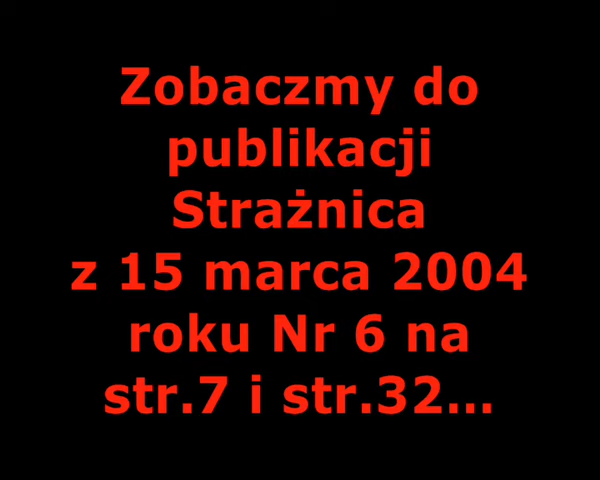 Zobaczmy do
publikacji
Strażnica
z 15 marca 2004
roku Nr 6 na
str.7 i str.32...